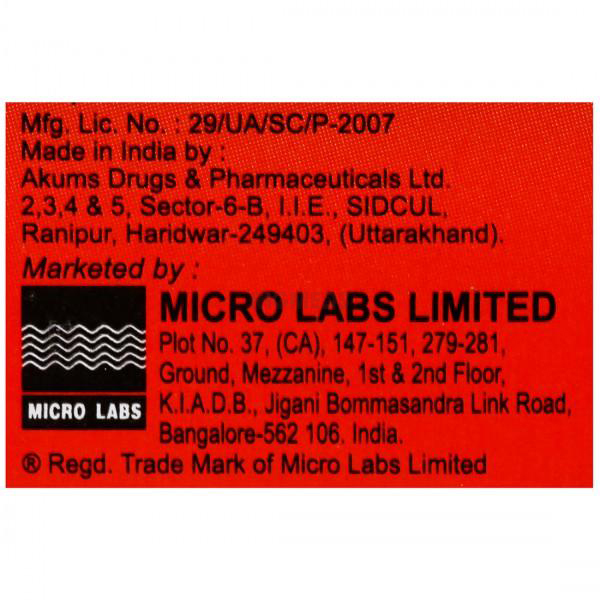 Mfg. Lic. No. : 29/UA/SC/P-2007
Made in India by :
Akums Drugs & Pharmaceuticals Ltd.
2,3,4 & 5, Sector-6-B, I.I.E., SIDCUL,
Ranipur, Haridwar-249403, (Uttarakhand).
Marketed by :
MICRO LABS LIMITED
Plot No. 37, (CA), 147-151, 279-281,
Ground, Mezzanine, 1st & 2nd Floor,
K.I.A.D.B., Jigani Bommasandra Link Road,
Bangalore-562 106. India.
MICRO LABS
® Regd. Trade Mark of Micro Labs Limited